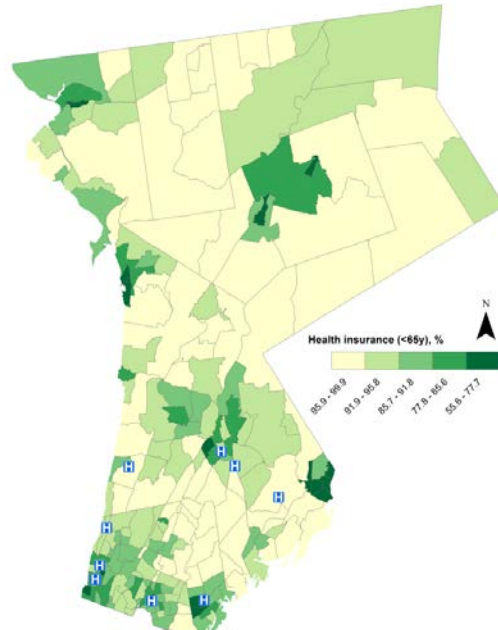 N
Health insurance (<65y), %
95.9 - 99.9
91.9 - 95.8
85.7 - 91.8
77.8 - 85.6
55.6 - 77.7
H
H
H
H
H
H
H
H